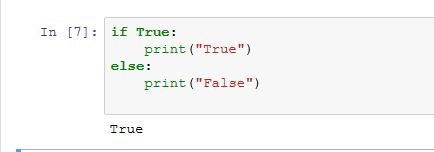 In [7]: if True:
    print("True")
else:
    print("False")
True